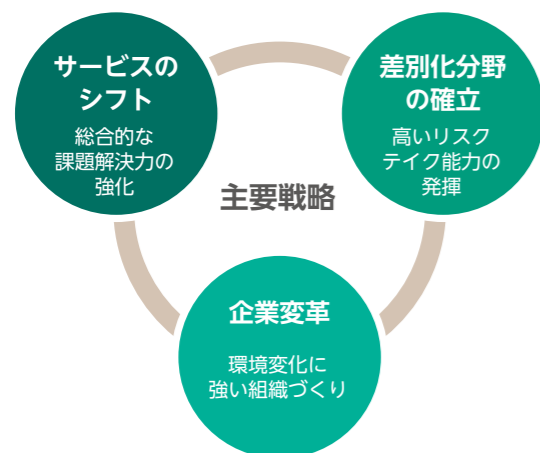 サービスの
シフト
総合的な
課題解決力の
強化
差別化分野
の確立
高いリスク
テイク能力の
発揮
主要戦略
企業変革
環境変化に
強い組織づくり